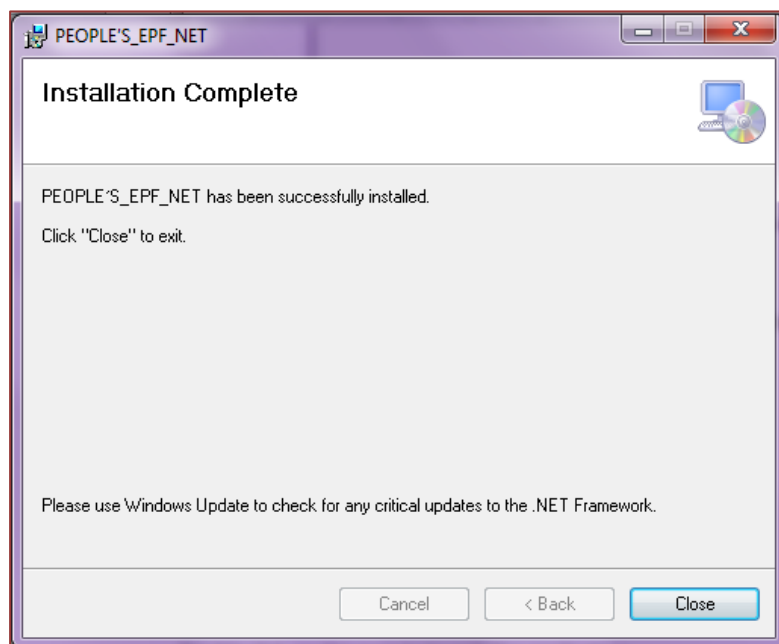 PEOPLE'S_EPF_NET
Installation Complete
PEOPLE'S_EPF_NET has been successfully installed.
Click "Close" to exit.
Please use Windows Update to check for any critical updates to the .NET Framework.
Cancel
< Back
Close